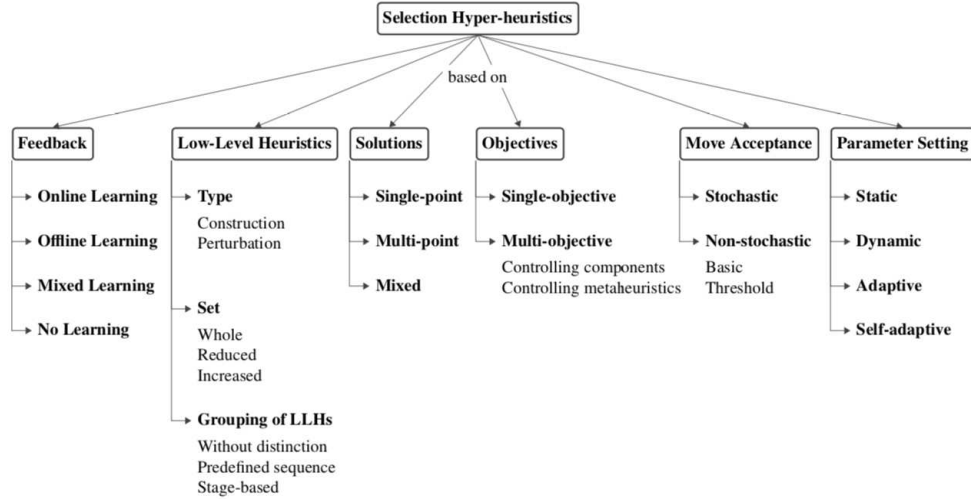 Selection Hyper-heuristics
based on
Feedback
Online Learning
Offline Learning
Mixed Learning
No Learning
Low-Level Heuristics
Type
Construction
Perturbation
Set
Whole
Reduced
Increased
Grouping of LLHs
Without distinction
Predefined sequence
Stage-based
Solutions
Single-point
Multi-point
Mixed
Objectives
Single-objective
Multi-objective
Controlling components
Controlling metaheuristics
Move Acceptance
Stochastic
Non-stochastic
Basic
Threshold
Parameter Setting
Static
Dynamic
Adaptive
Self-adaptive